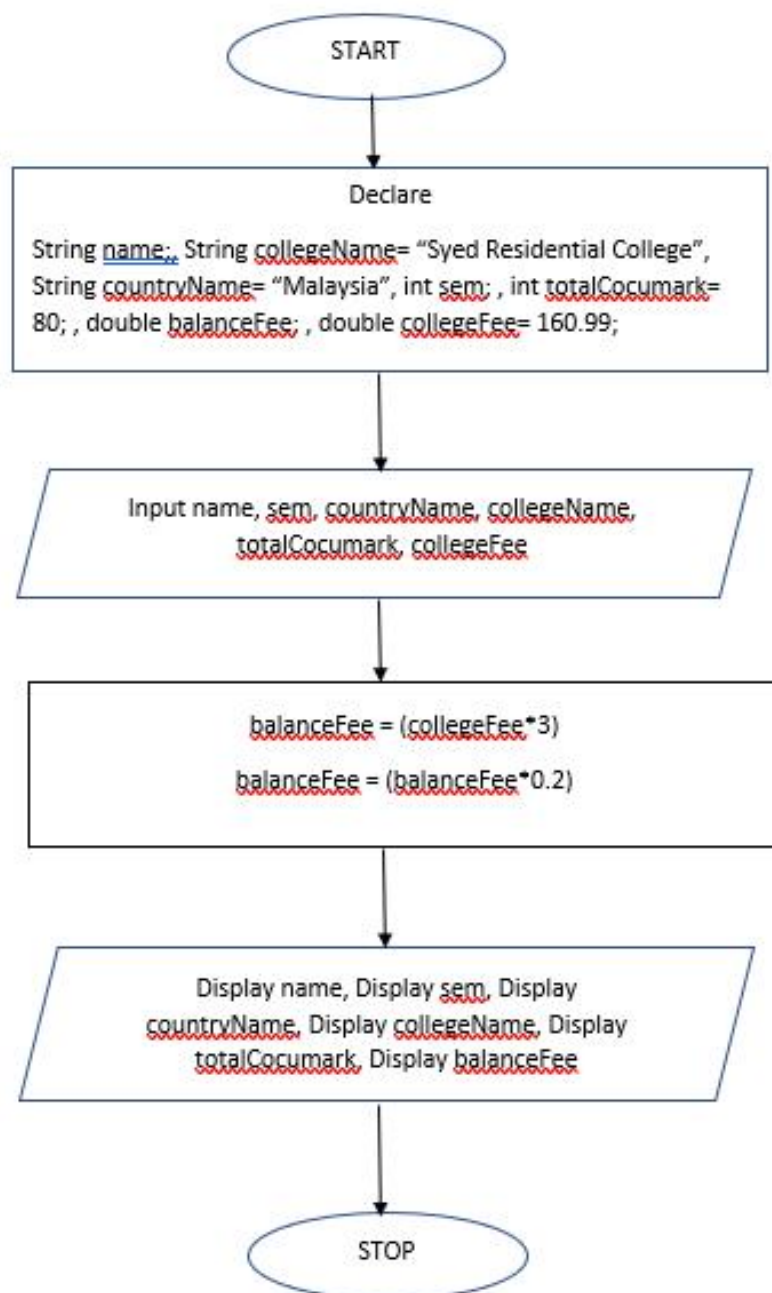 START
Declare
String name;,, String collegeName= “Syed Residential College”,
String countryName= “Malaysia”, int sem; , int totalCocumark=
80; , double balanceFee; , double collegeFee= 160.99;
Input name, sem, countryName, collegeName,
totalCocumark, collegeFee
balanceFee = (collegeFee*3)
balanceFee = (balanceFee*0.2)
Display name, Display sem, Display
countryName, Display collegeName, Display
totalCocumark, Display balanceFee
STOP